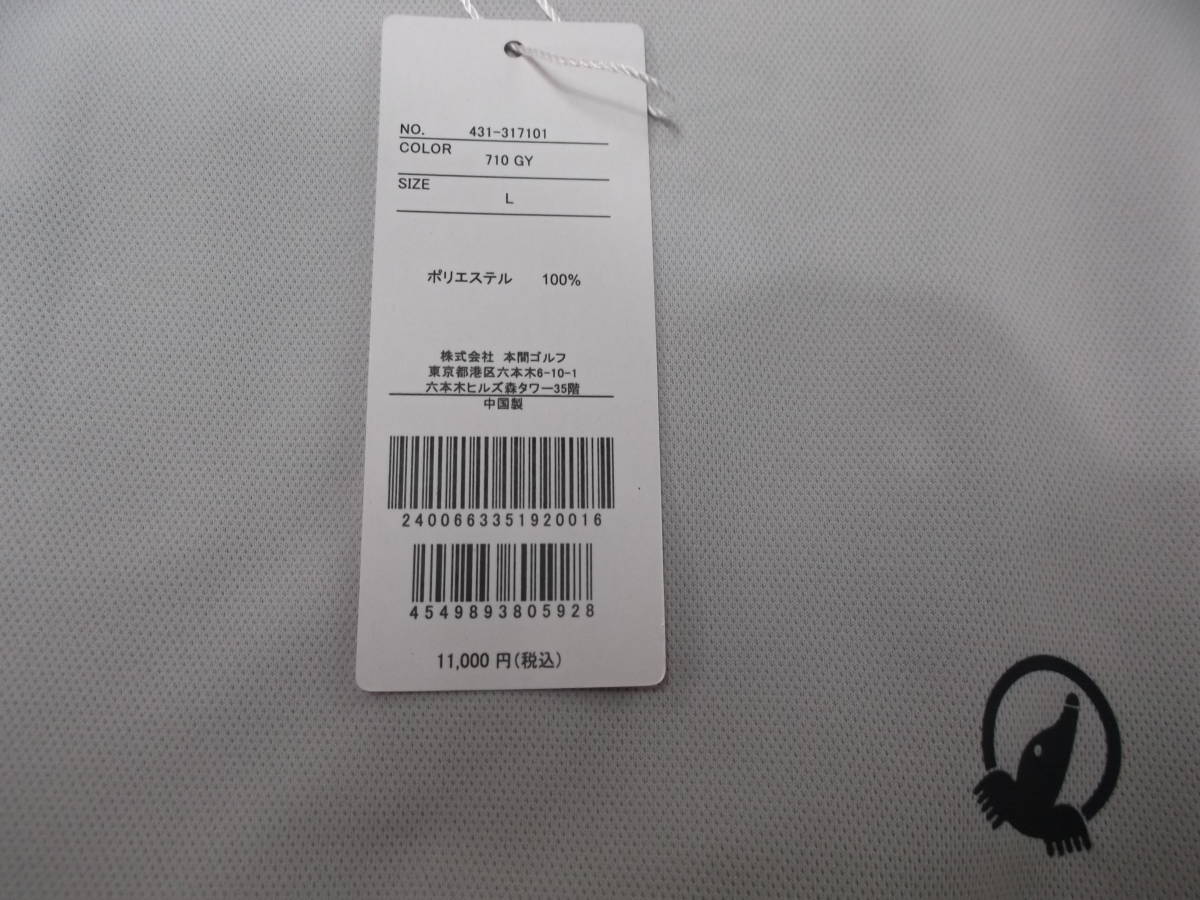 NO. 431-317101
COLOR 710 GY
SIZE L
ポリエステル 100%
株式会社 本間ゴルフ
東京都港区六本木6-10-1
六本木ヒルズ森タワー35階
中国製
2400663351920016
4549893805928
11,000 円(税込)